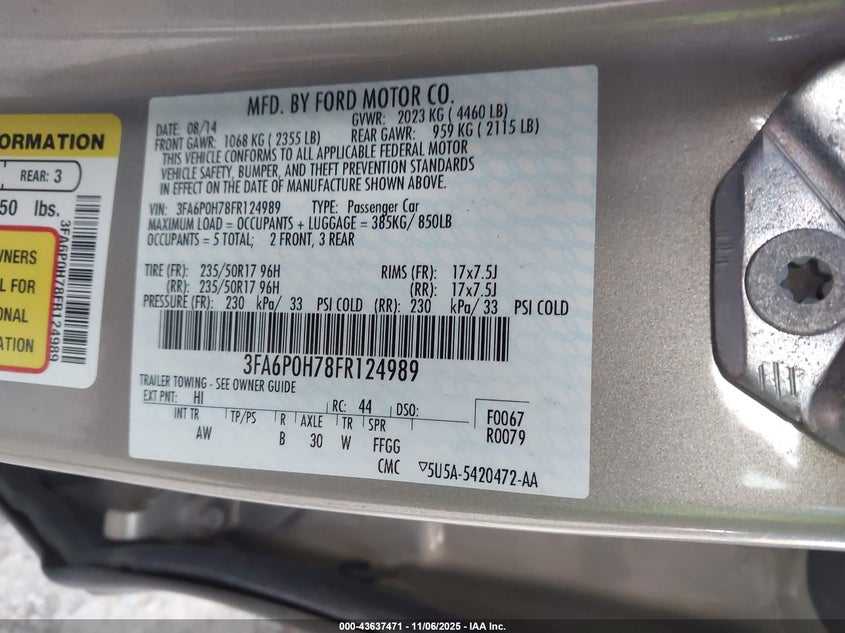 ORMATION
REAR: 3
50 lbs.
WNERS
L FOR
ONAL
ATION
3FA6P0H78FR124989
MFD. BY FORD MOTOR CO.
DATE: 08/14 GVWR: 2023 KG ( 4460 LB)
FRONT GAWR: 1068 KG ( 2355 LB) REAR GAWR: 959 KG ( 2115 LB)
THIS VEHICLE CONFORMS TO ALL APPLICABLE FEDERAL MOTOR
VEHICLE SAFETY, BUMPER, AND THEFT PREVENTION STANDARDS
IN EFFECT ON THE DATE OF MANUFACTURE SHOWN ABOVE.
VIN: 3FA6P0H78FR124989 TYPE: Passenger Car
MAXIMUM LOAD = OCCUPANTS + LUGGAGE = 385KG/ 850LB
OCCUPANTS = 5 TOTAL; 2 FRONT, 3 REAR
TIRE (FR): 235/50R17 96H RIMS (FR): 17x7.5J
(RR): 235/50R17 96H (RR): 17x7.5J
PRESSURE (FR): 230 kPa/ 33 PSI COLD (RR): 230 kPa/ 33 PSI COLD
3FA6P0H78FR124989
TRAILER TOWING - SEE OWNER GUIDE
EXT PNT: HI RC: 44 DSO: F0067
INT TR TP/PS R AXLE TR SPR R0079
AW B 30 W FFGG
CMC ▽5U5A-5420472-AA
000-43637471 - 11/06/2025 - IAA Inc.